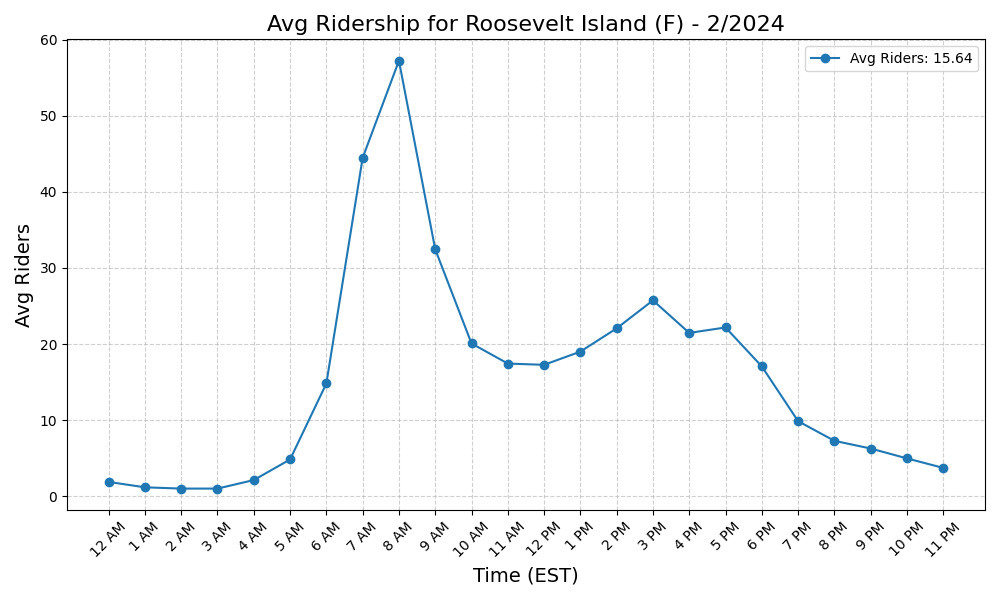 Avg Ridership for Roosevelt Island (F) - 2/2024
Avg Riders: 15.64
Avg Riders
60
50
40
30
20
10
0
12 AM
1 AM
2 AM
3 AM
4 AM
5 AM
6 AM
7 AM
8 AM
9 AM
10 AM
11 AM
12 PM
1 PM
2 PM
3 PM
4 PM
5 PM
6 PM
7 PM
8 PM
9 PM
10 PM
11 PM
Time (EST)